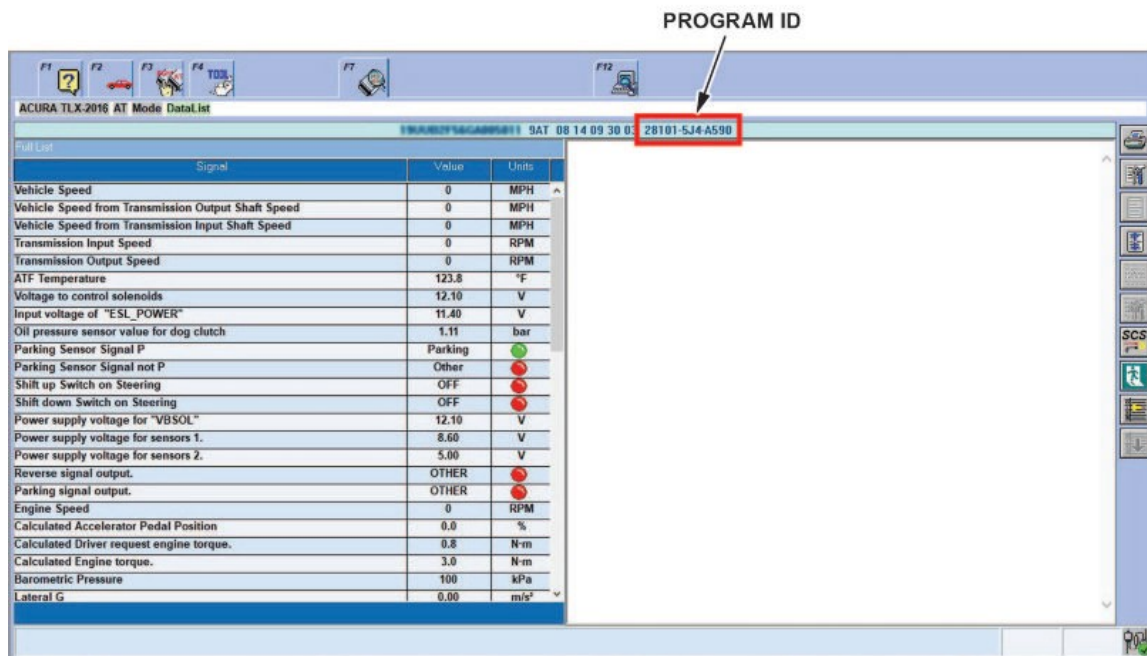 PROGRAM ID
F1 F2 F3 F4 TOOL F7 F12
ACURA TLX-2016 AT Mode DataList
9AT 08 14 09 30 03 28101-5J4-A590
Full List
Signal Value Units
Vehicle Speed 0 MPH
Vehicle Speed from Transmission Output Shaft Speed 0 MPH
Vehicle Speed from Transmission Input Shaft Speed 0 MPH
Transmission Input Speed 0 RPM
Transmission Output Speed 0 RPM
ATF Temperature 123.8 °F
Voltage to control solenoids 12.10 V
Input voltage of "ESL_POWER" 11.40 V
Oil pressure sensor value for dog clutch 1.11 bar
Parking Sensor Signal P Parking
Parking Sensor Signal not P Other
Shift up Switch on Steering OFF
SCS
Shift down Switch on Steering OFF
Power supply voltage for "VBSOL" 12.10 V
Power supply voltage for sensors 1. 8.60 V
Power supply voltage for sensors 2. 5.00 V
Reverse signal output. OTHER
Parking signal output. OTHER
Engine Speed 0 RPM
Calculated Accelerator Pedal Position 0.0 %
Calculated Driver request engine torque. 0.8 N·m
Calculated Engine torque. 3.0 N·m
Barometric Pressure 100 kPa
Lateral G 0.00 m/s²